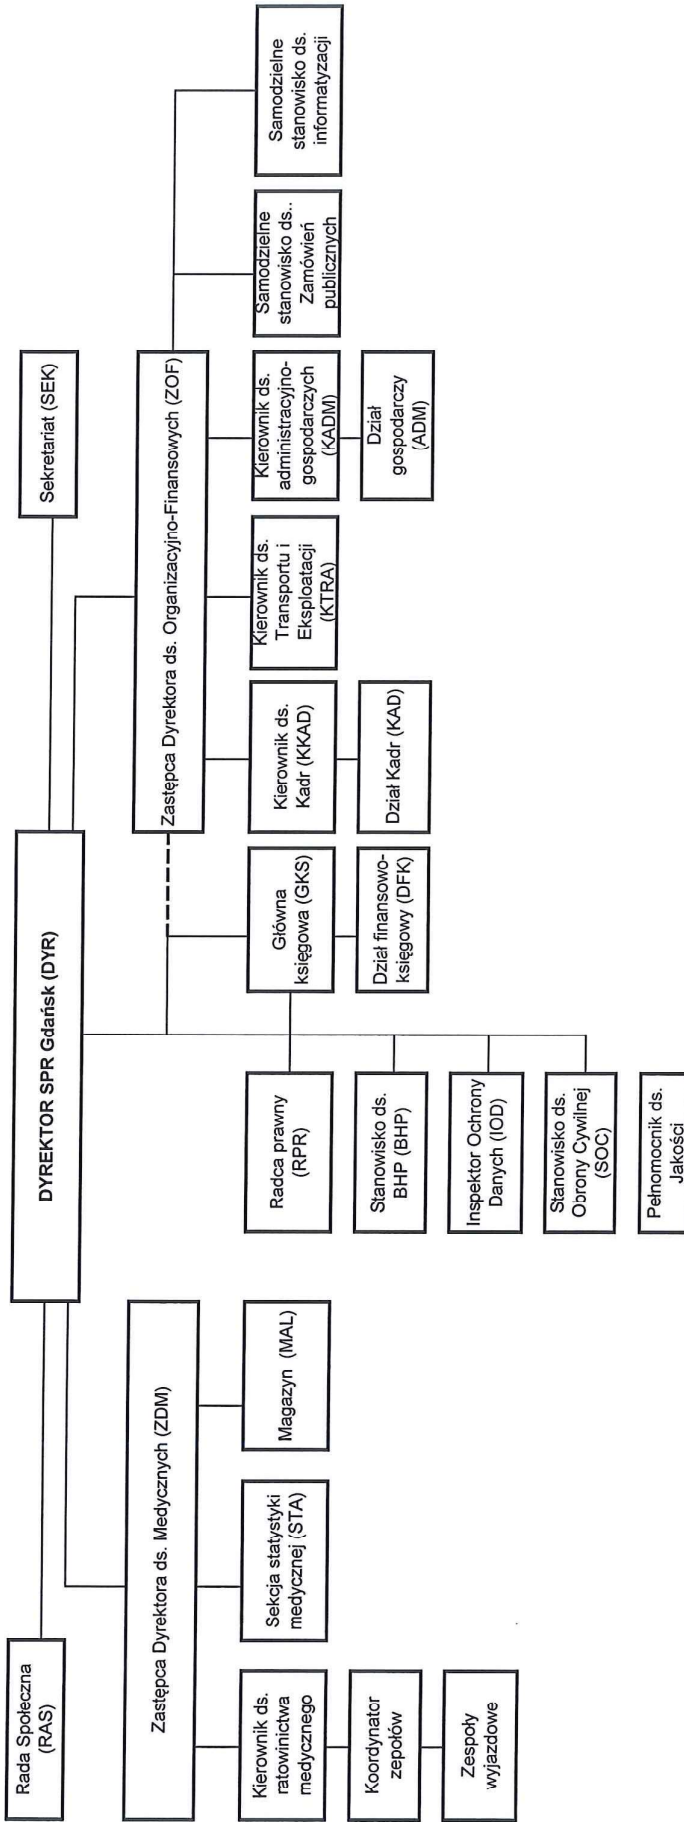 DYREKTOR SPR Gdańsk (DYR)
Rada Społeczna
(RAS)
Sekretariat (SEK)
Zastępca Dyrektora ds. Medycznych (ZDM)
Zastępca Dyrektora ds. Organizacyjno-Finansowych (ZOF)
Kierownik ds.
ratowinictwa
medycznego
Sekcja statystyki
medycznej (STA)
Magazyn (MAL)
Koordynator
zepołów
Zespoły
wyjazdowe
Radca prawny
(RPR)
Stanowisko ds.
BHP (BHP)
Inspektor Ochrony
Danych (IOD)
Stanowisko ds.
Obrony Cywilnej
(SOC)
Pełnomocnik ds.
Jakości
Główna
księgowa (GKS)
Dział finansowo-
księgowy (DFK)
Kierownik ds.
Kadr (KKAD)
Dział Kadr (KAD)
Kierownik ds.
Transportu i
Eksploatacji
(KTRA)
Kierownik ds.
administracyjno-
gospodarczych
(KADM)
Dział
gospodarczy
(ADM)
Samodzielne
stanowisko ds..
Zamówień
publicznych
Samodzielne
stanowisko ds.
informatyzacji